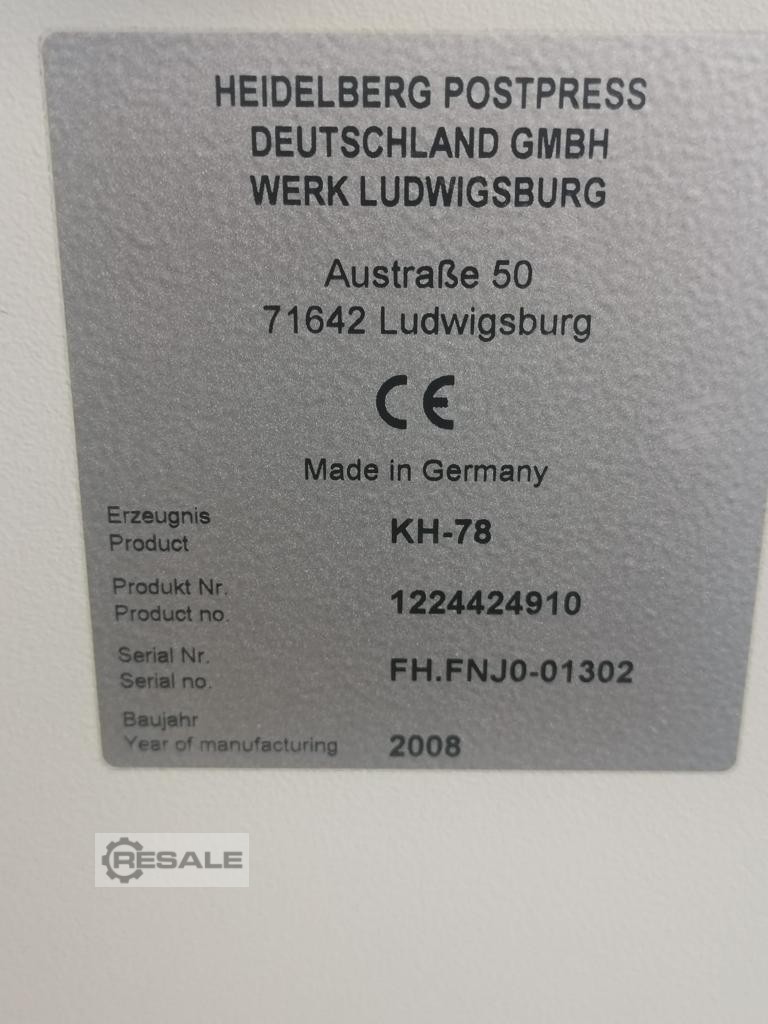 HEIDELBERG POSTPRESS
DEUTSCHLAND GMBH
WERK LUDWIGSBURG
Austraße 50
71642 Ludwigsburg
CE
Made in Germany
Erzeugnis
Product KH-78
Produkt Nr.
Product no. 1224424910
Serial Nr.
Serial no. FH.FNJ0-01302
Baujahr
Year of manufacturing 2008
RESALE